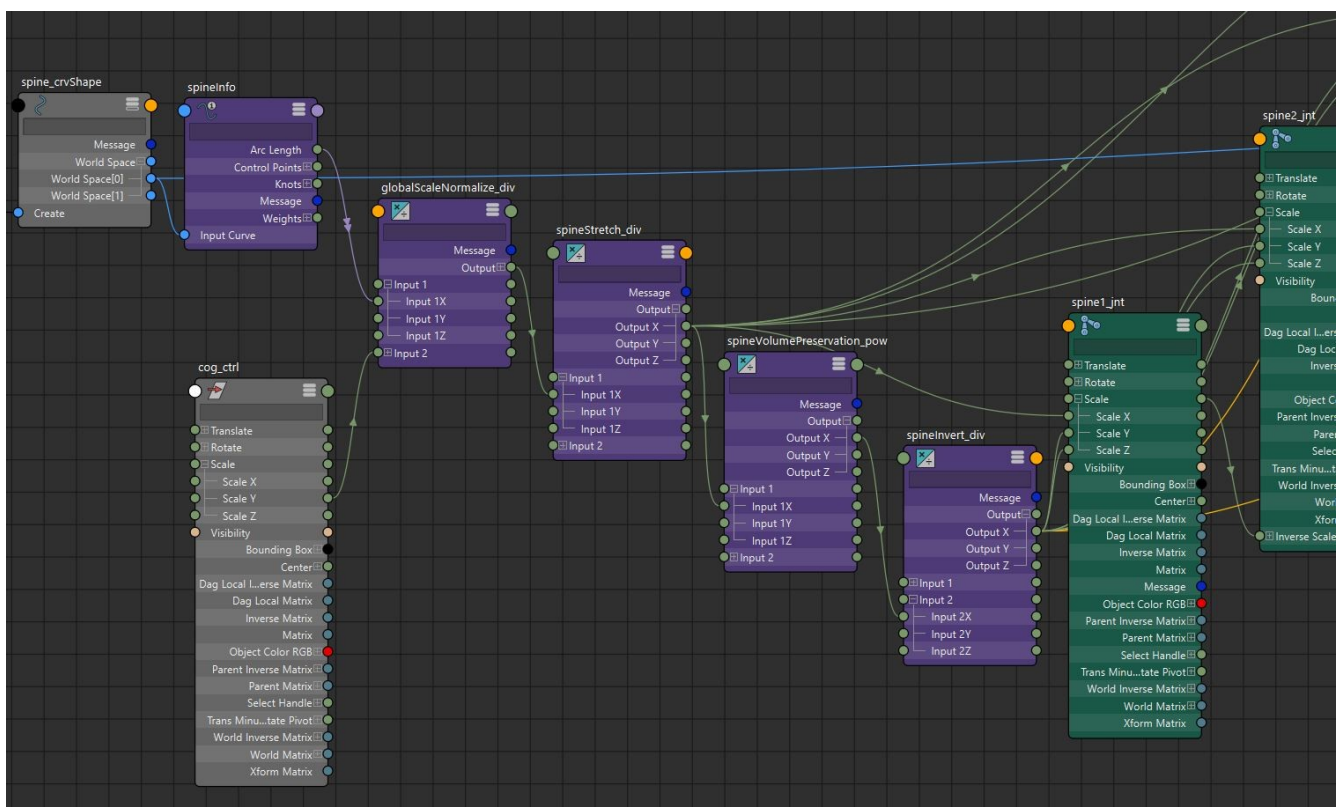 spine_crvShape
Message
World Space
World Space[0]
World Space[1]
Create
spineInfo
Arc Length
Control Points
Knots
Message
Weights
Input Curve
globalScaleNormalize_div
Message
Output
Input 1
Input 1X
Input 1Y
Input 1Z
Input 2
cog_ctrl
Translate
Rotate
Scale
Scale X
Scale Y
Scale Z
Visibility
Bounding Box
Center
Dag Local I...erse Matrix
Dag Local Matrix
Inverse Matrix
Matrix
Object Color RGB
Parent Inverse Matrix
Parent Matrix
Select Handle
Trans Minu...tate Pivot
World Inverse Matrix
World Matrix
Xform Matrix
spineStretch_div
Message
Output
Output X
Output Y
Output Z
Input 1
Input 1X
Input 1Y
Input 1Z
Input 2
spineVolumePreservation_pow
Message
Output
Output X
Output Y
Output Z
Input 1
Input 1X
Input 1Y
Input 1Z
Input 2
spineInvert_div
Message
Output
Output X
Output Y
Output Z
Input 1
Input 2
Input 2X
Input 2Y
Input 2Z
spine1_jnt
Translate
Rotate
Scale
Scale X
Scale Y
Scale Z
Visibility
Bounding Box
Center
Dag Local I...erse Matrix
Dag Local Matrix
Inverse Matrix
Matrix
Message
Object Color RGB
Parent Inverse Matrix
Parent Matrix
Select Handle
Trans Minu...tate Pivot
World Inverse Matrix
World Matrix
Xform Matrix
spine2_jnt
Translate
Rotate
Scale
Scale X
Scale Y
Scale Z
Visibility
Dag Local I...
Inverse Scale